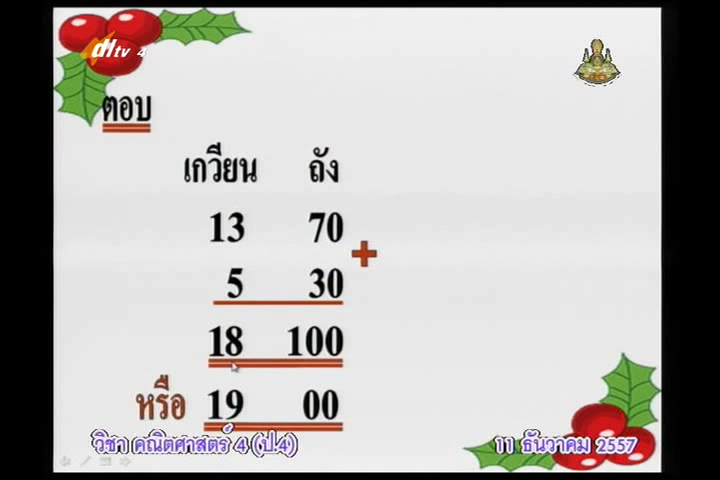 dltv 4
ตอบ
เกวียน ถัง
13 70
+
5 30
18 100
หรือ 19 00
วิชา คณิตศาสตร์ 4 (ป.4) 11 ธันวาคม 2557